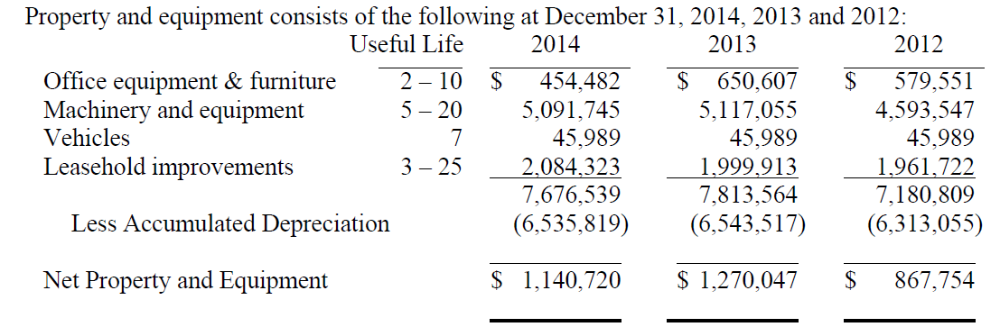 Property and equipment consists of the following at December 31, 2014, 2013 and 2012:
Useful Life 2014 2013 2012
Office equipment & furniture 2 – 10 $ 454,482 $ 650,607 $ 579,551
Machinery and equipment 5 – 20 5,091,745 5,117,055 4,593,547
Vehicles 7 45,989 45,989 45,989
Leasehold improvements 3 – 25 2,084,323 1,999,913 1,961,722
7,676,539 7,813,564 7,180,809
Less Accumulated Depreciation (6,535,819) (6,543,517) (6,313,055)
Net Property and Equipment $ 1,140,720 $ 1,270,047 $ 867,754